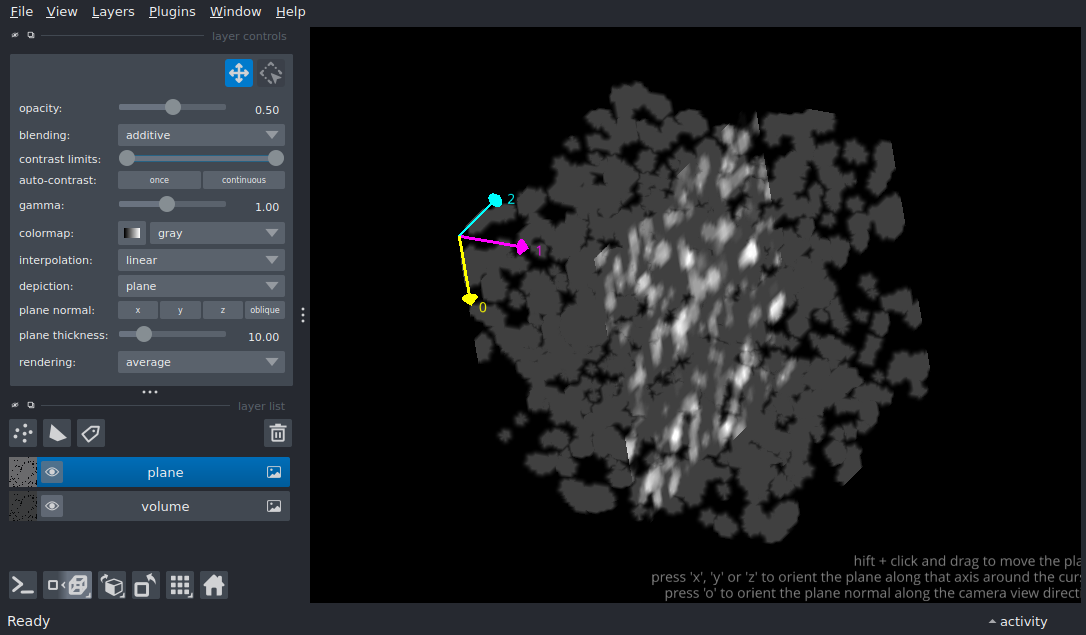 File View Layers Plugins Window Help
layer controls
opacity: 0.50
blending: additive
contrast limits:
auto-contrast: once continuous
gamma: 1.00
colormap: gray
interpolation: linear
depiction: plane
plane normal: x y z oblique
plane thickness: 10.00
rendering: average
layer list
plane
volume
2
1
0
hift + click and drag to move the pla
press 'x', 'y' or 'z' to orient the plane along that axis around the curs
press 'o' to orient the plane normal along the camera view direct
Ready
activity